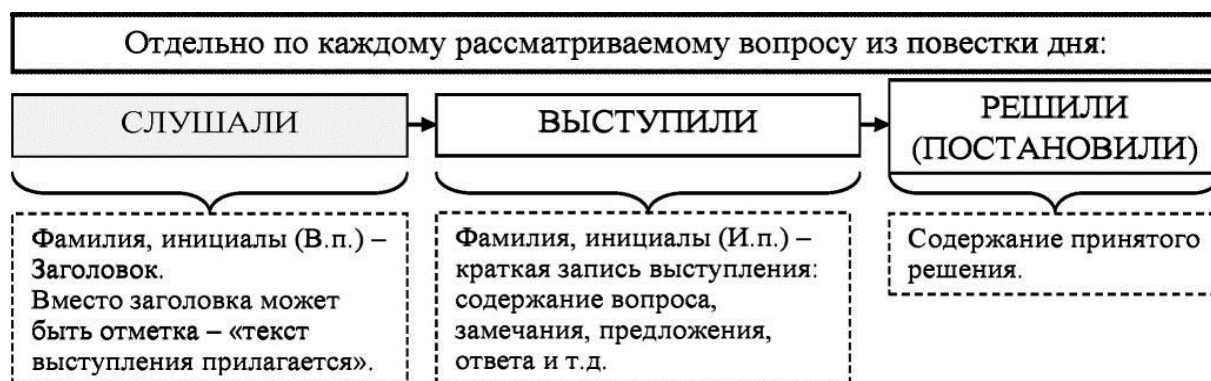 Отдельно по каждому рассматриваемому вопросу из повестки дня:
СЛУШАЛИ
ВЫСТУПИЛИ
РЕШИЛИ
(ПОСТАНОВИЛИ)
Фамилия, инициалы (В.п.) –
Заголовок.
Вместо заголовка может
быть отметка – «текст
выступления прилагается».
Фамилия, инициалы (И.п.) –
краткая запись выступления:
содержание вопроса,
замечания, предложения,
ответа и т.д.
Содержание принятого
решения.